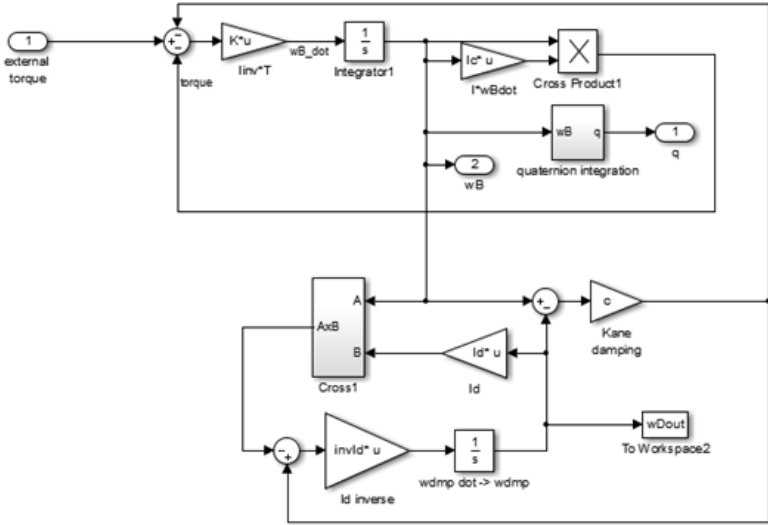 1
external
torque
+
−
−
torque
K*u
Iinv*T
wB_dot
1
s
Integrator1
Ic* u
I*wBdot
Cross Product1
wB
q
quaternion integration
1
q
2
wB
A
AxB
B
Cross1
Id* u
Id
+
−
c
Kane
damping
wDout
To Workspace2
−
+
invId* u
Id inverse
1
s
wdmp dot -> wdmp